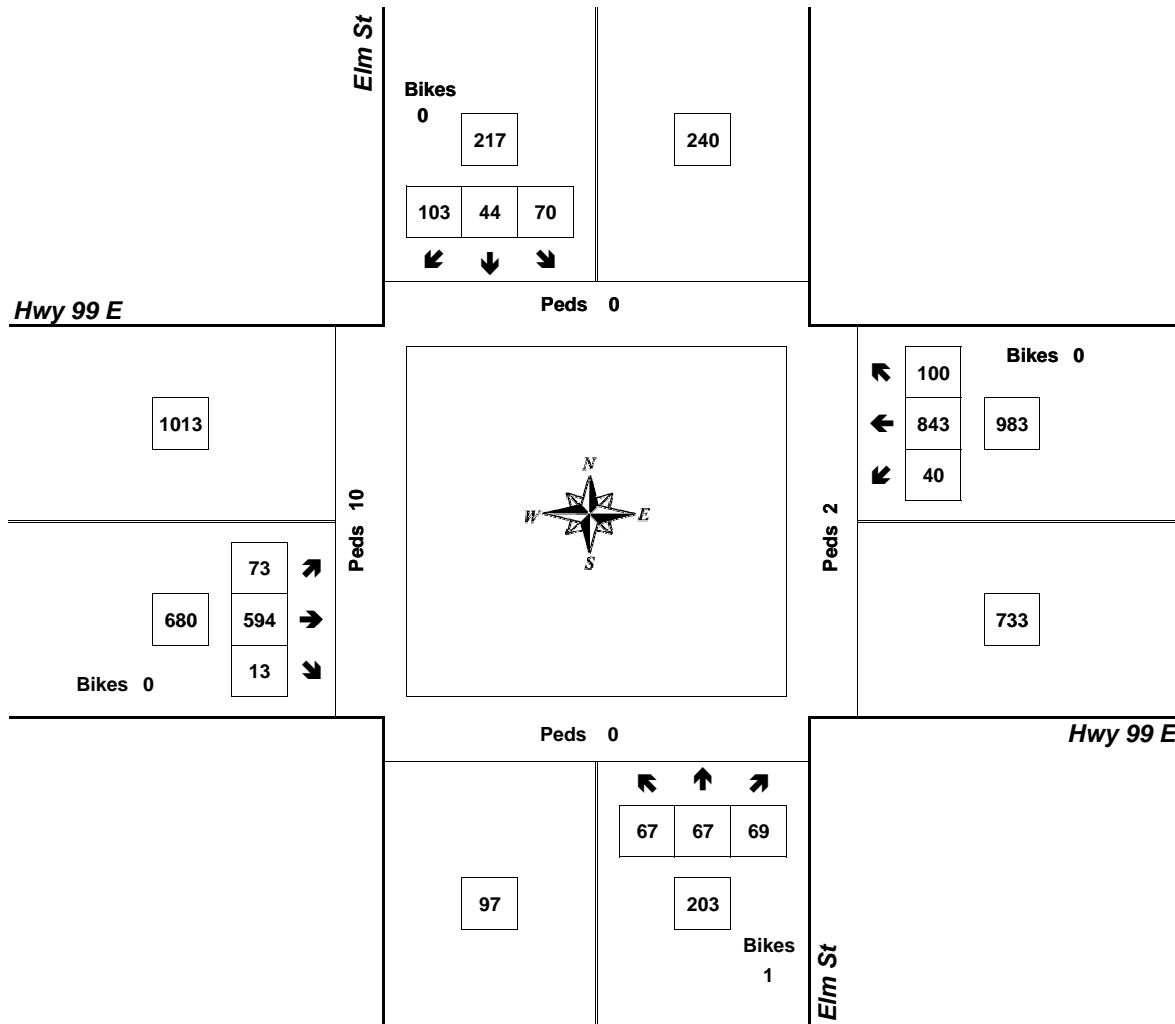 Elm St
Bikes
0
217
240
103 44 70
Peds 0
Hwy 99 E
Bikes 0
100
1013
843 983
40
N
W E
S
Peds 10
Peds 2
73
680 594
733
13
Bikes 0
Peds 0
Hwy 99 E
67 67 69
97
203
Bikes
1
Elm St